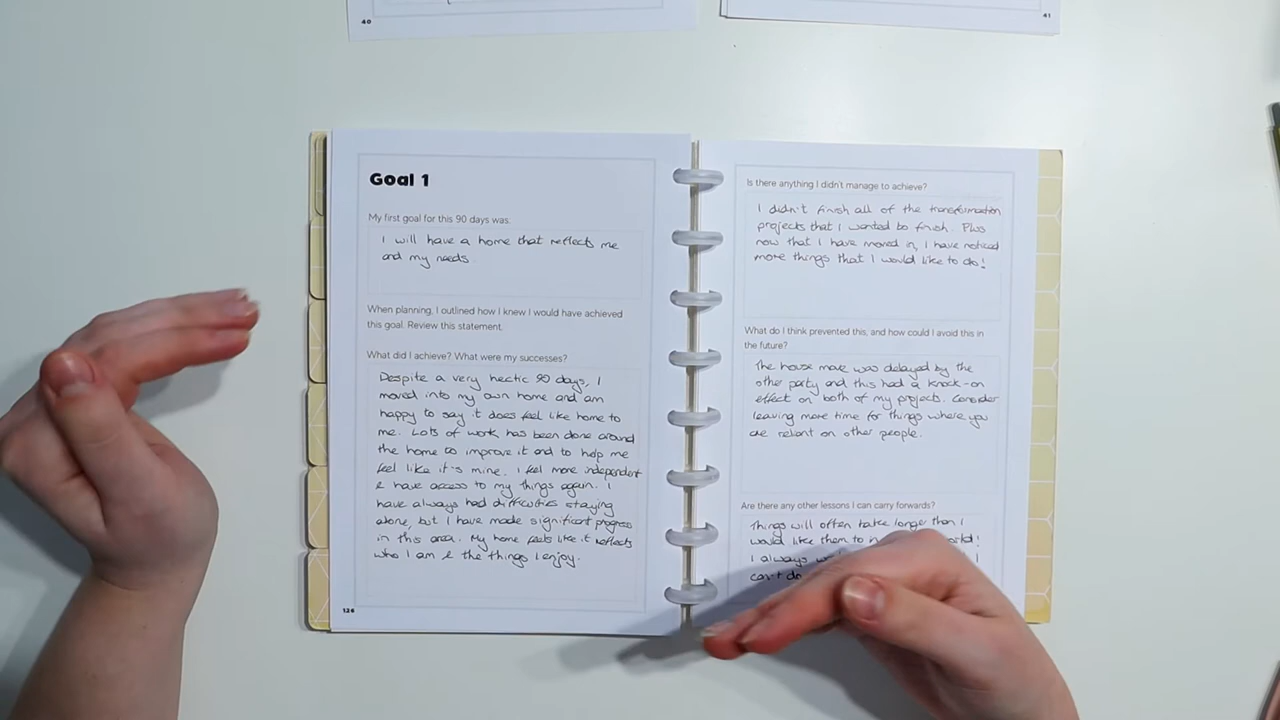 40
41
Goal 1
My first goal for this 90 days was:
I will have a home that reflects me
and my needs.
When planning, I outlined how I knew I would have achieved
this goal. Review this statement.
What did I achieve? What were my successes?
Despite a very hectic 90 days, I
moved into my own home and am
happy to say it does feel like home to
me. Lots of work has been done around
the home to improve it and to help me
feel like it's mine. I feel more independent
& have access to my things again. I
have always had difficulties staying
alone, but I have made significant progress
in this area. My home feels like it reflects
who I am & the things I enjoy.
126
Is there anything I didn't manage to achieve?
I didn't finish all of the transformation
projects that I wanted to finish. Plus
now that I have moved in, I have noticed
more things that I would like to do!
What do I think prevented this, and how could I avoid this in
the future?
The house move was delayed by the
other party and this had a knock-on
effect on both of my projects. Consider
leaving more time for things where you
are reliant on other people.
Are there any other lessons I can carry forwards?
Things will often take longer than I
would like them to in
I always I
can't do